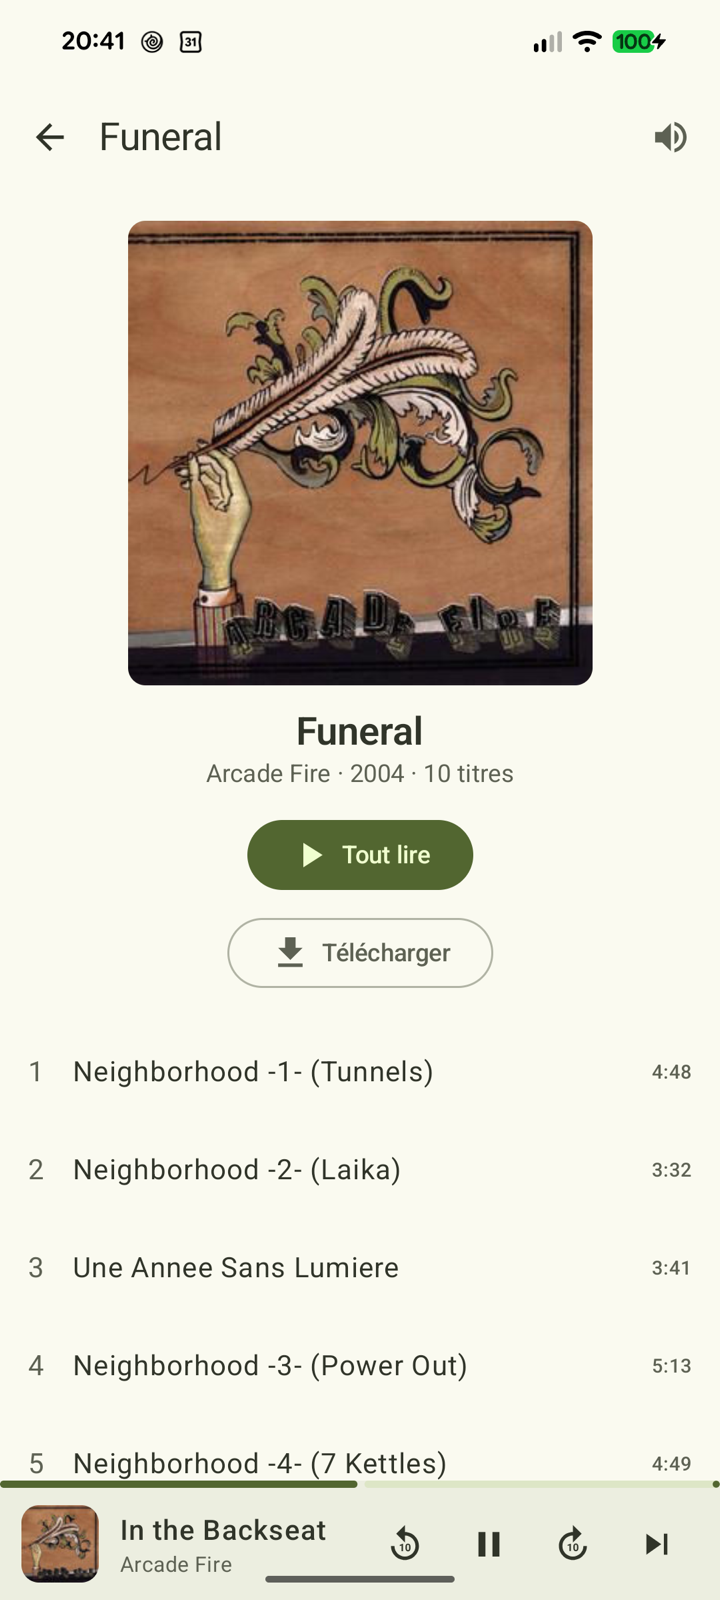 20:41 31 100
Funeral
ARCADE FIRE
Funeral
Arcade Fire · 2004 · 10 titres
Tout lire
Télécharger
1 Neighborhood -1- (Tunnels) 4:48
2 Neighborhood -2- (Laika) 3:32
3 Une Annee Sans Lumiere 3:41
4 Neighborhood -3- (Power Out) 5:13
5 Neighborhood -4- (7 Kettles) 4:49
In the Backseat
Arcade Fire
10 10